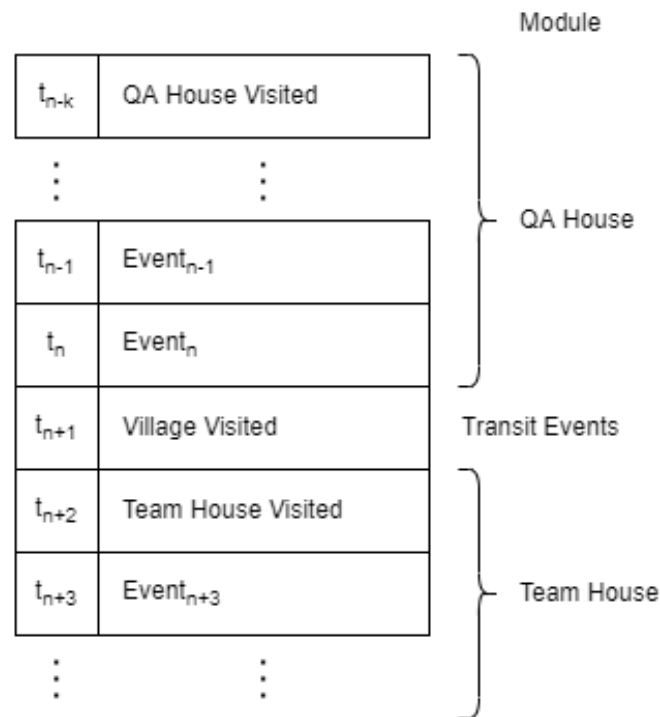 Module
t_{n-k} QA House Visited
⋮ ⋮
QA House
t_{n-1} Event_{n-1}
t_n Event_n
t_{n+1} Village Visited Transit Events
t_{n+2} Team House Visited
t_{n+3} Event_{n+3} Team House
⋮ ⋮